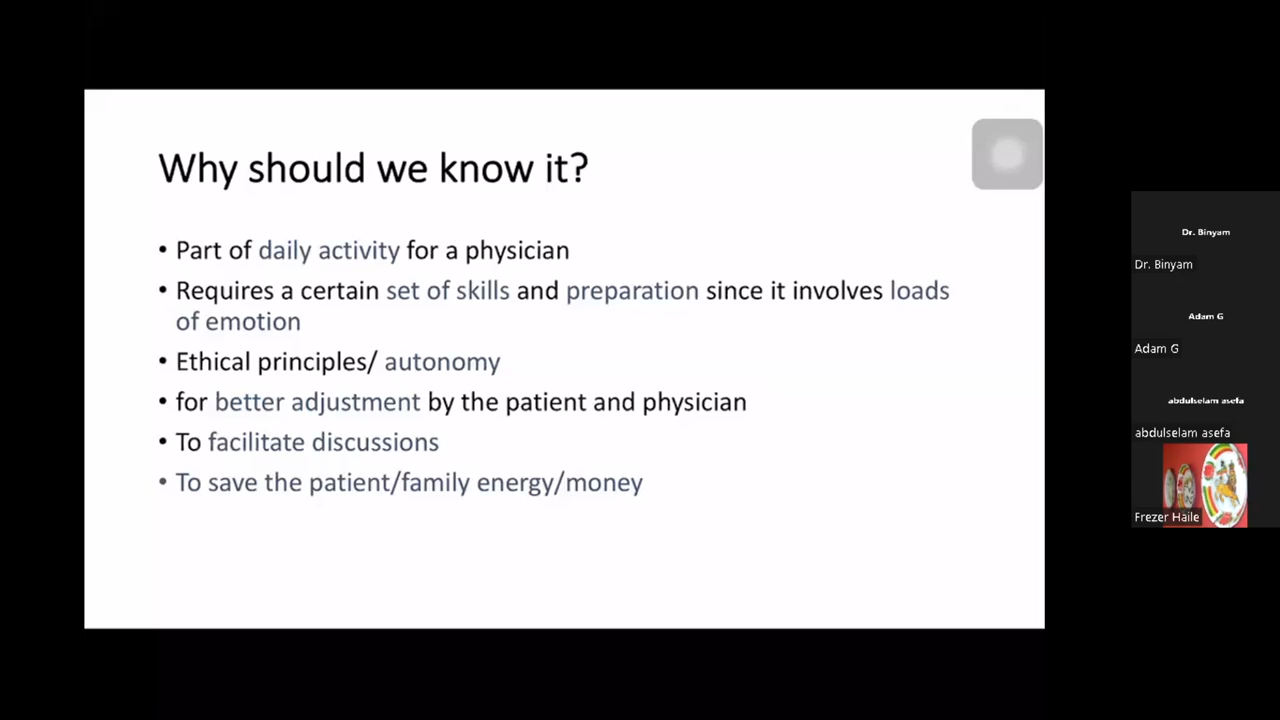 Why should we know it?
• Part of daily activity for a physician
• Requires a certain set of skills and preparation since it involves loads
of emotion
• Ethical principles/ autonomy
• for better adjustment by the patient and physician
• To facilitate discussions
• To save the patient/family energy/money
Dr. Binyam
Dr. Binyam
Adam G
Adam G
abdulselam asefa
abdulselam asefa
Frezer Haile